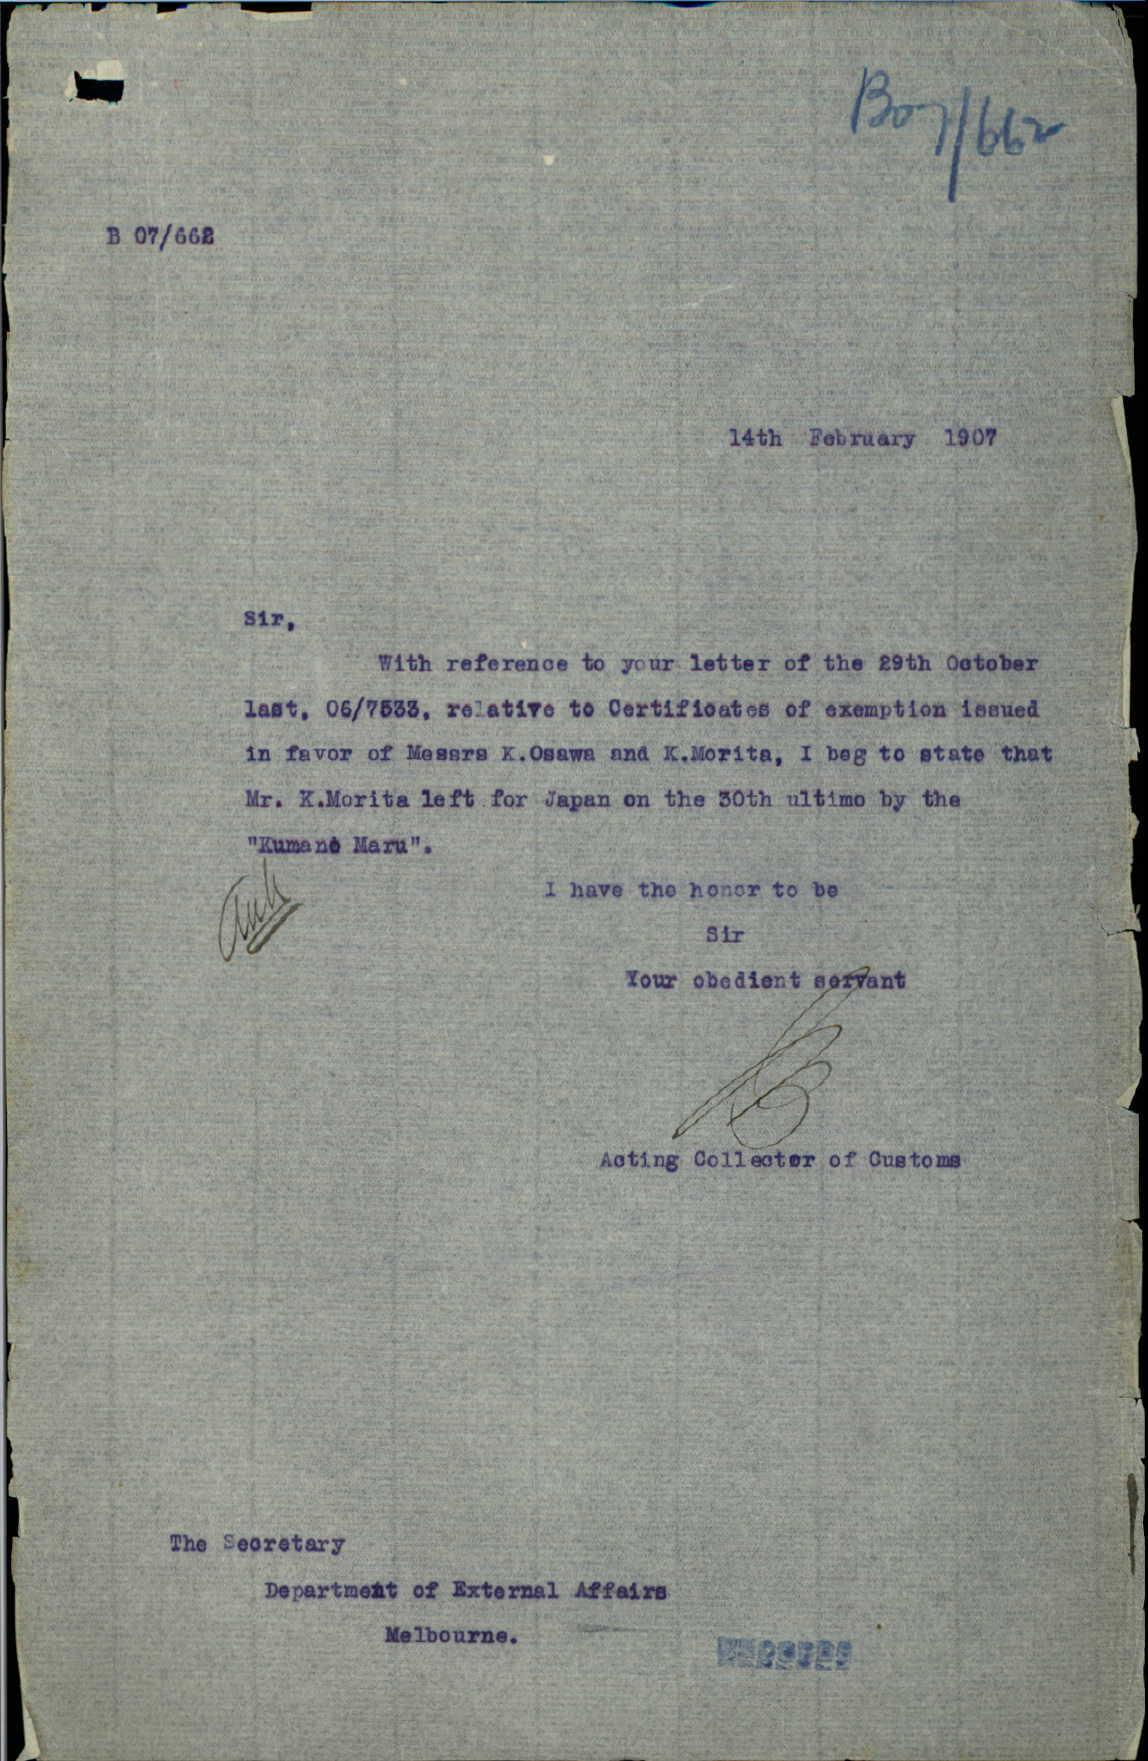 B07/662
B 07/662
14th February 1907
Sir,
With reference to your letter of the 29th October
last, 06/7533, relative to Certificates of exemption issued
in favor of Messrs K.Osawa and K.Morita, I beg to state that
Mr. K.Morita left for Japan on the 30th ultimo by the
"Kumano Maru".
I have the honor to be
Sir
Your obedient servant
Acting Collector of Customs
The Secretary
Department of External Affairs
Melbourne.